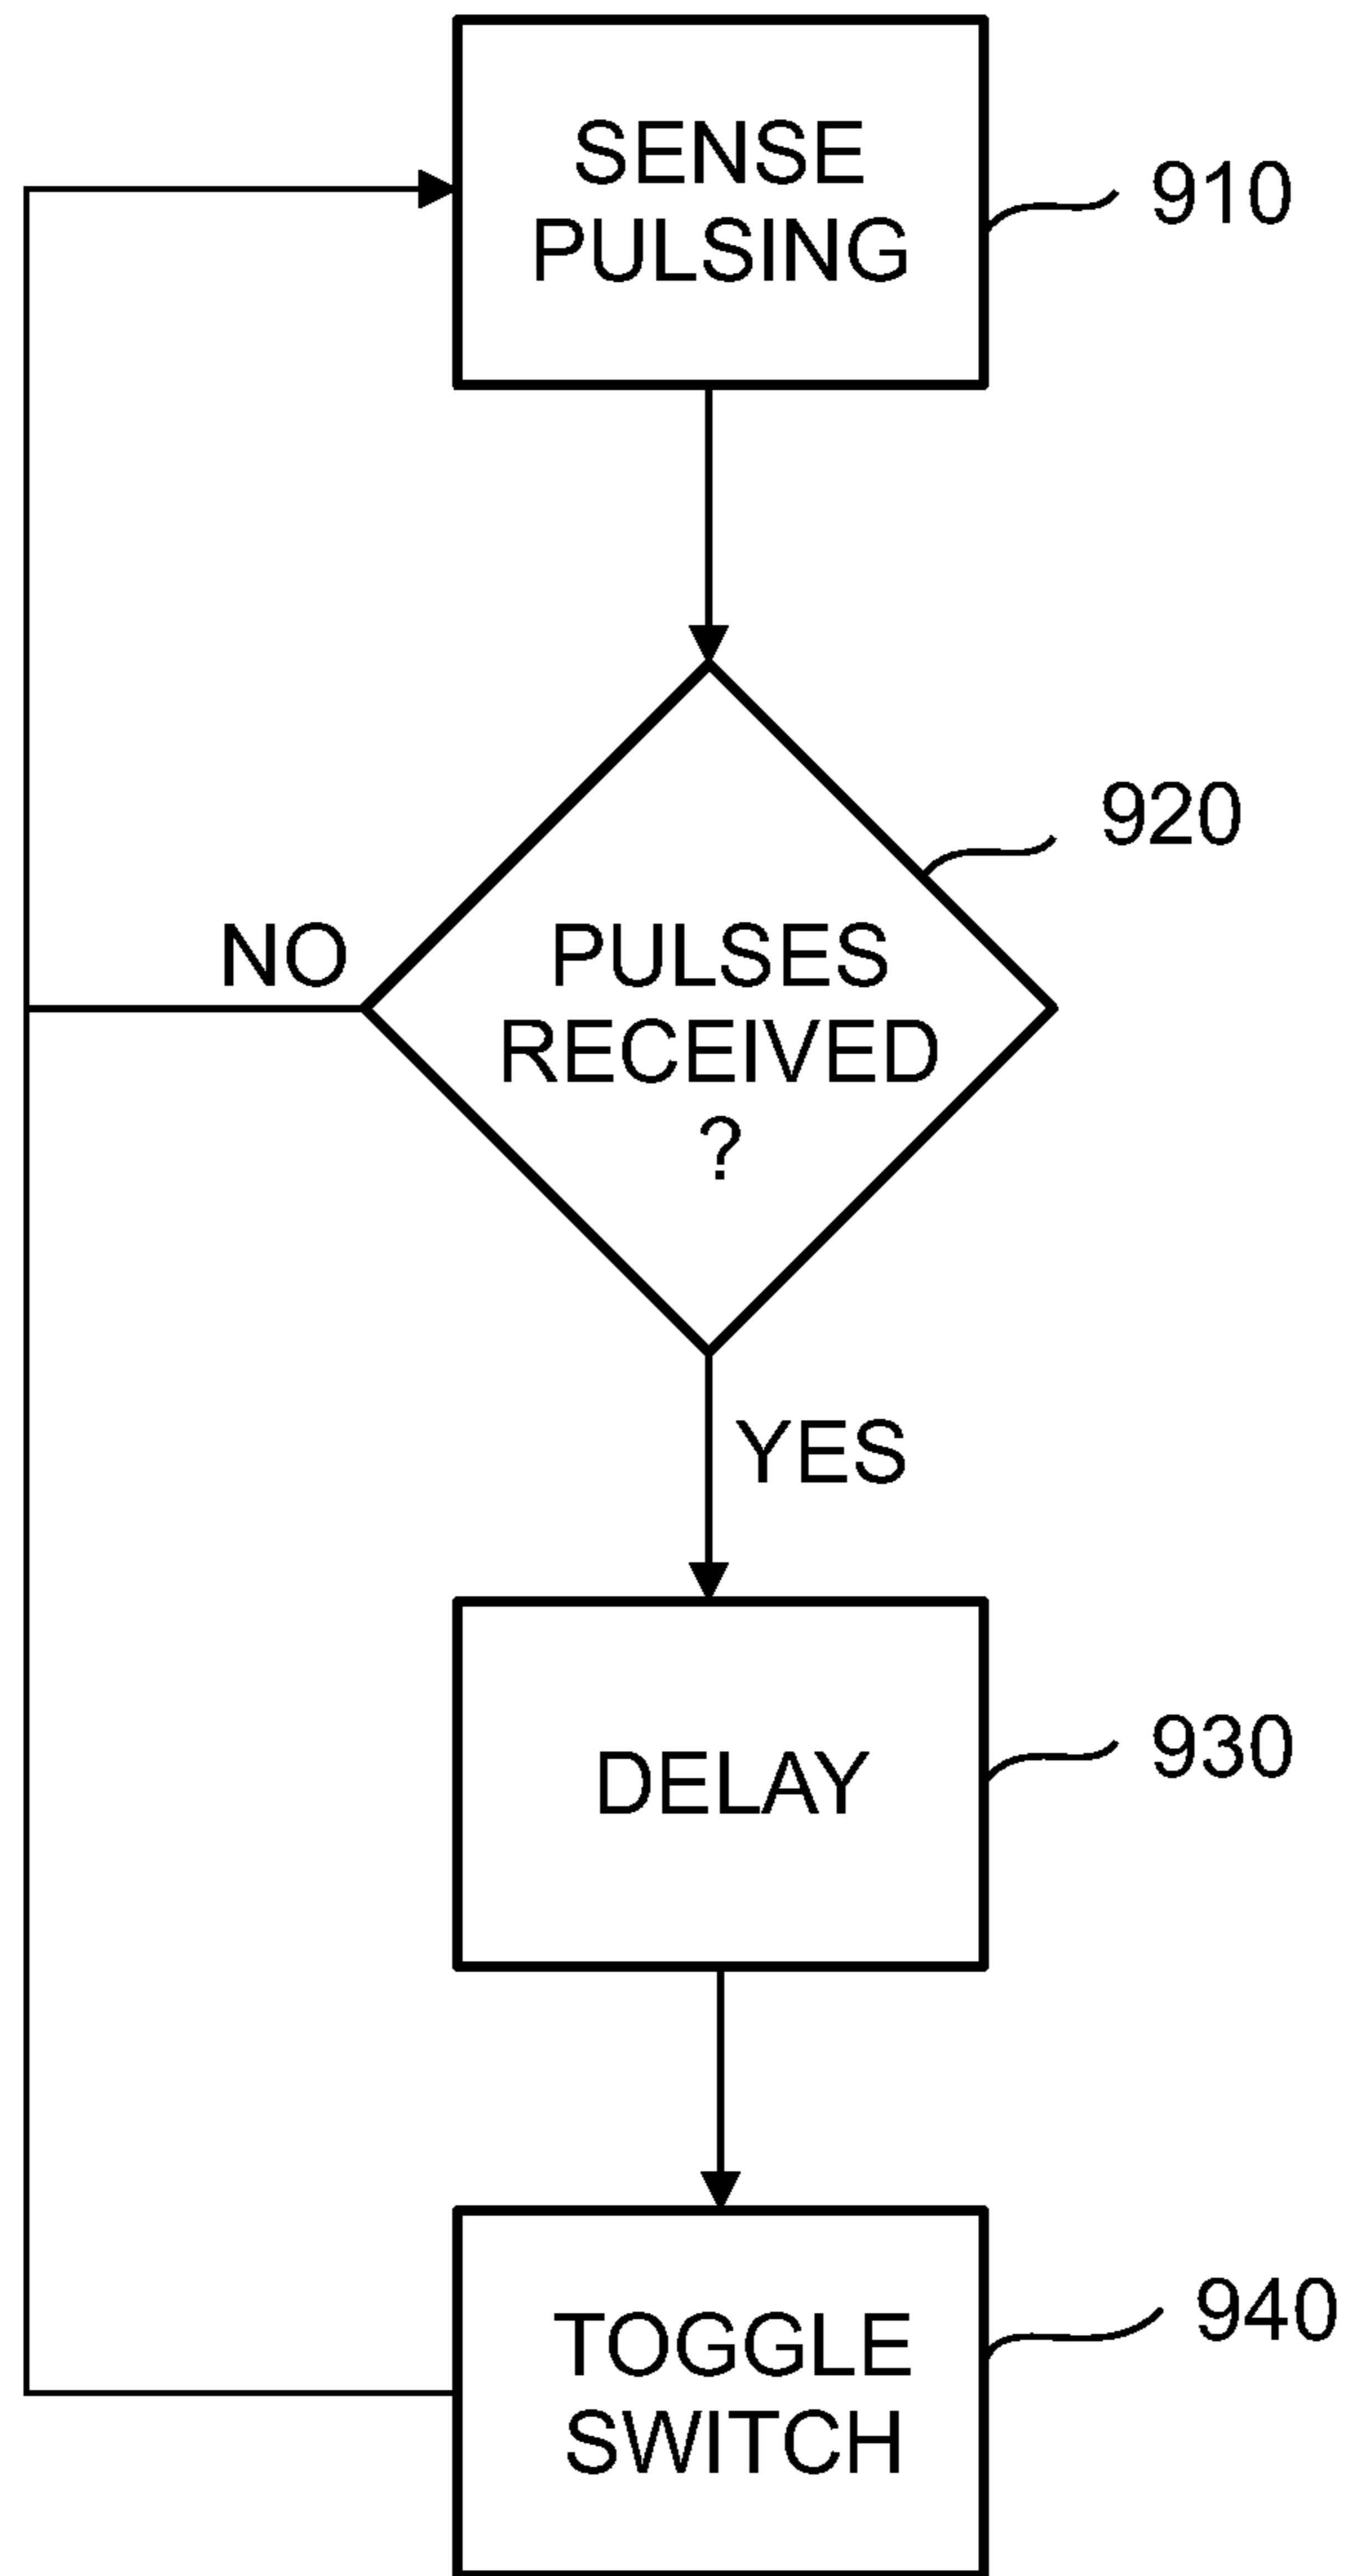 SENSE
PULSING
910
920
NO
PULSES
RECEIVED
?
YES
DELAY
930
TOGGLE
SWITCH
940